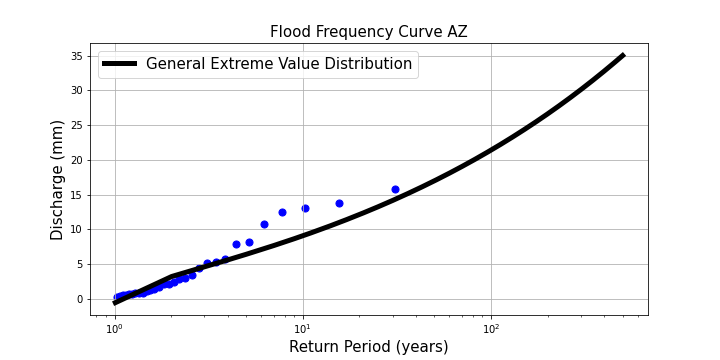 Flood Frequency Curve AZ
General Extreme Value Distribution
Discharge (mm)
35
30
25
20
15
10
5
0
10⁰
10¹
10²
Return Period (years)